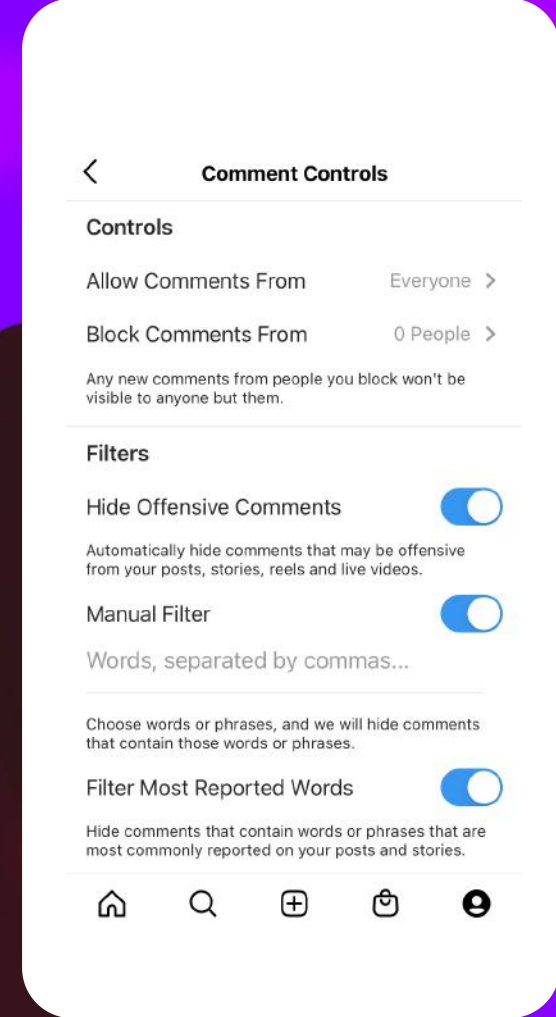 Comment Controls
Controls
Allow Comments From Everyone
Block Comments From 0 People
Any new comments from people you block won't be
visible to anyone but them.
Filters
Hide Offensive Comments
Automatically hide comments that may be offensive
from your posts, stories, reels and live videos.
Manual Filter
Words, separated by commas...
Choose words or phrases, and we will hide comments
that contain those words or phrases.
Filter Most Reported Words
Hide comments that contain words or phrases that are
most commonly reported on your posts and stories.